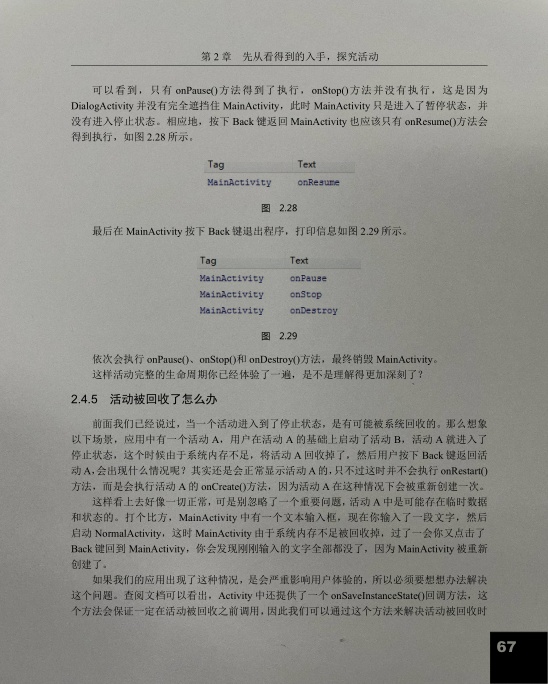 第 2 章　先从看得到的入手，探究活动
可以看到，只有 onPause()方法得到了执行，onStop()方法并没有执行，这是因为
DialogActivity 并没有完全遮挡住 MainActivity，此时 MainActivity 只是进入了暂停状态，并
没有进入停止状态。相应地，按下 Back 键返回 MainActivity 也应该只有 onResume()方法会
得到执行，如图 2.28 所示。
Tag　Text
MainActivity　onResume
图　2.28
最后在 MainActivity 按下 Back 键退出程序，打印信息如图 2.29 所示。
Tag　Text
MainActivity　onPause
MainActivity　onStop
MainActivity　onDestroy
图　2.29
依次会执行 onPause()、onStop()和 onDestroy()方法，最终销毁 MainActivity。
这样活动完整的生命周期你已经体验了一遍，是不是理解得更加深刻了？
2.4.5　活动被回收了怎么办
前面我们已经说过，当一个活动进入到了停止状态，是有可能被系统回收的。那么想象
以下场景，应用中有一个活动 A，用户在活动 A 的基础上启动了活动 B，活动 A 就进入了
停止状态，这个时候由于系统内存不足，将活动 A 回收掉了，然后用户按下 Back 键返回活
动 A，会出现什么情况呢？其实还是会正常显示活动 A 的，只不过这时并不会执行 onRestart()
方法，而是会执行活动 A 的 onCreate()方法，因为活动 A 在这种情况下会被重新创建一次。
这样看上去好像一切正常，可是别忽略了一个重要问题，活动 A 中是可能存在临时数据
和状态的。打个比方，MainActivity 中有一个文本输入框，现在你输入了一段文字，然后
启动 NormalActivity，这时 MainActivity 由于系统内存不足被回收掉，过了一会你又点击了
Back 键回到 MainActivity，你会发现刚刚输入的文字全部都没了，因为 MainActivity 被重新
创建了。
如果我们的应用出现了这种情况，是会严重影响用户体验的，所以必须要想想办法解决
这个问题。查阅文档可以看出，Activity 中还提供了一个 onSaveInstanceState()回调方法，这
个方法会保证一定在活动被回收之前调用，因此我们可以通过这个方法来解决活动被回收时
67